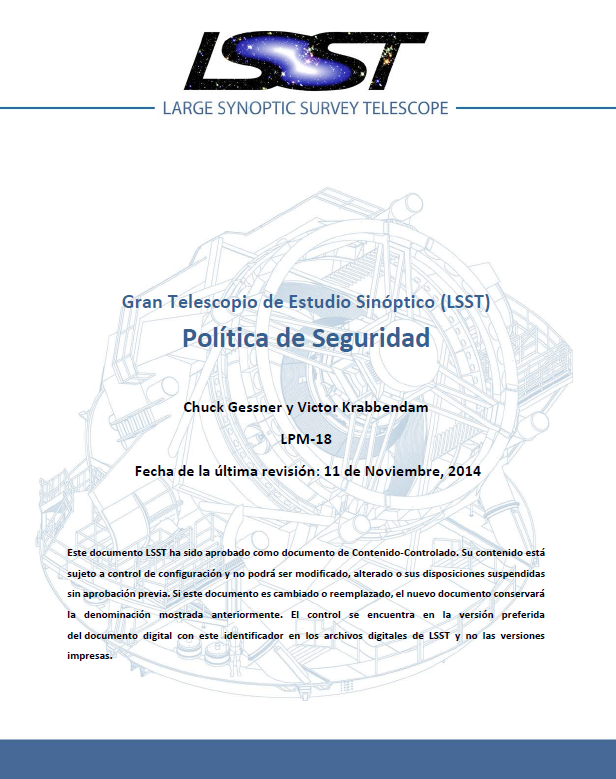 LSST
LARGE SYNOPTIC SURVEY TELESCOPE
Gran Telescopio de Estudio Sinóptico (LSST)
Política de Seguridad
Chuck Gessner y Victor Krabbendam
LPM-18
Fecha de la última revisión: 11 de Noviembre, 2014
Este documento LSST ha sido aprobado como documento de Contenido-Controlado. Su contenido está
sujeto a control de configuración y no podrá ser modificado, alterado o sus disposiciones suspendidas
sin aprobación previa. Si este documento es cambiado o reemplazado, el nuevo documento conservará
la denominación mostrada anteriormente. El control se encuentra en la versión preferida
del documento digital con este identificador en los archivos digitales de LSST y no las versiones
impresas.